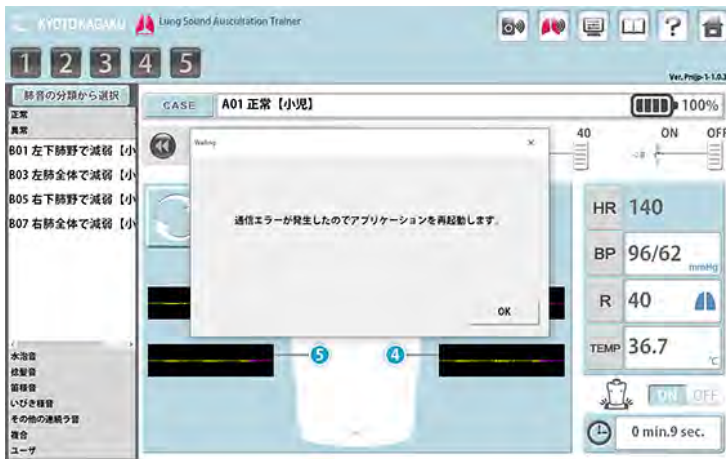 KYOTO KAGAKU Lung Sound Auscultation Trainer
1 2 3 4 5
Ver. Pnjjp-1-1.0.3
肺音の分類から選択
正常
異常
B01 左下肺野で減弱【小
B03 左肺全体で減弱【小
B05 右下肺野で減弱【小
B07 右肺全体で減弱【小
水泡音
捻髪音
笛様音
いびき様音
その他の連続ラ音
複合
ユーザ
CASE A01 正常【小児】
100%
40 ON OFF
通信エラーが発生したのでアプリケーションを再起動します.
OK
5 4
HR 140
BP 96/62 mmHg
R 40
TEMP 36.7 ℃
ON OFF
0 min.9 sec.